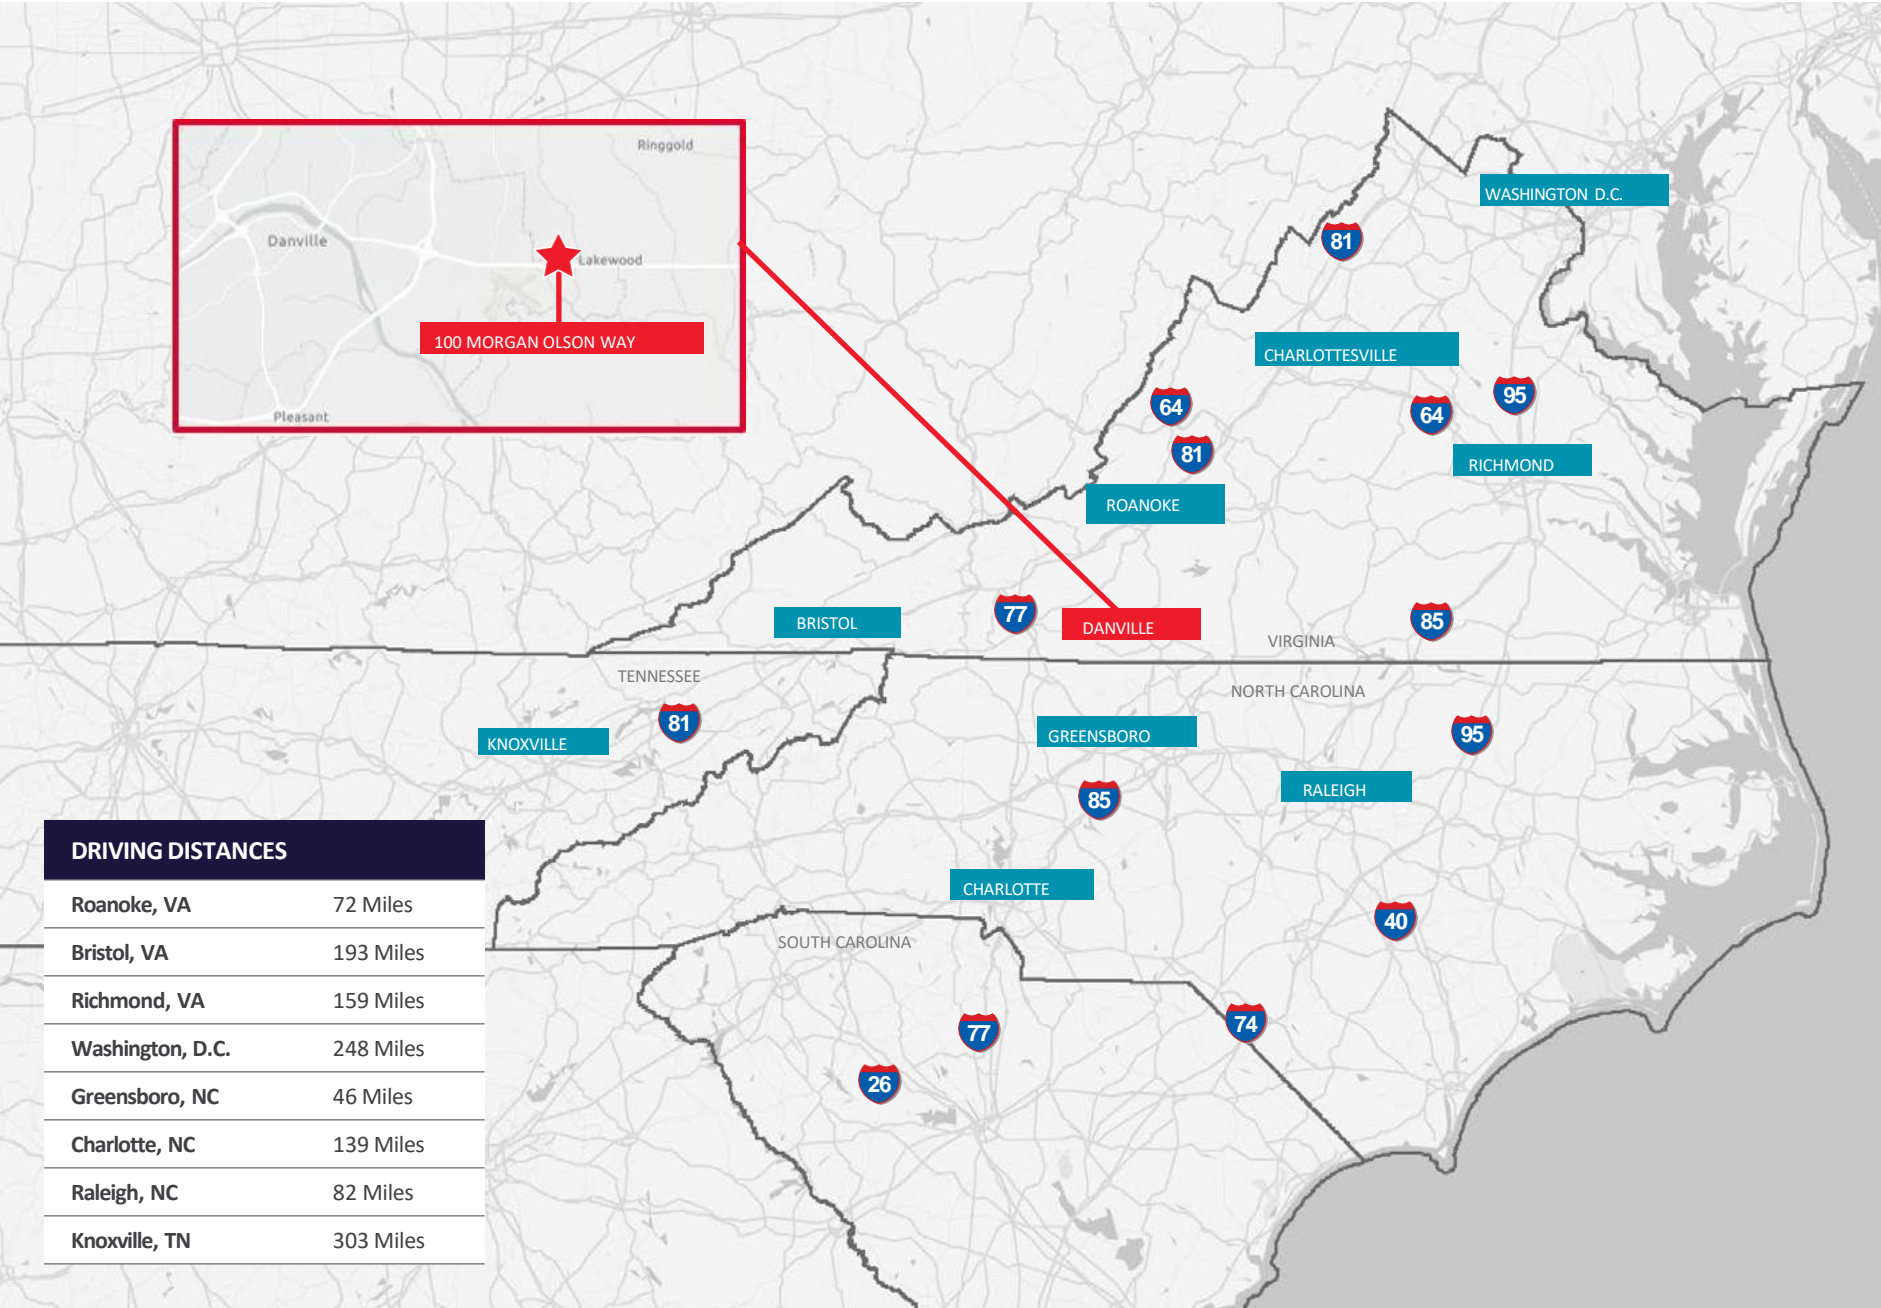 Ringgold
Danville
Lakewood
100 MORGAN OLSON WAY
Pleasant
WASHINGTON D.C.
81
CHARLOTTESVILLE
64
64
95
81
RICHMOND
ROANOKE
BRISTOL
77
DANVILLE
85
VIRGINIA
TENNESSEE
NORTH CAROLINA
81
KNOXVILLE
GREENSBORO
95
RALEIGH
85
CHARLOTTE
40
SOUTH CAROLINA
77
74
26
DRIVING DISTANCES
Roanoke, VA 72 Miles
Bristol, VA 193 Miles
Richmond, VA 159 Miles
Washington, D.C. 248 Miles
Greensboro, NC 46 Miles
Charlotte, NC 139 Miles
Raleigh, NC 82 Miles
Knoxville, TN 303 Miles